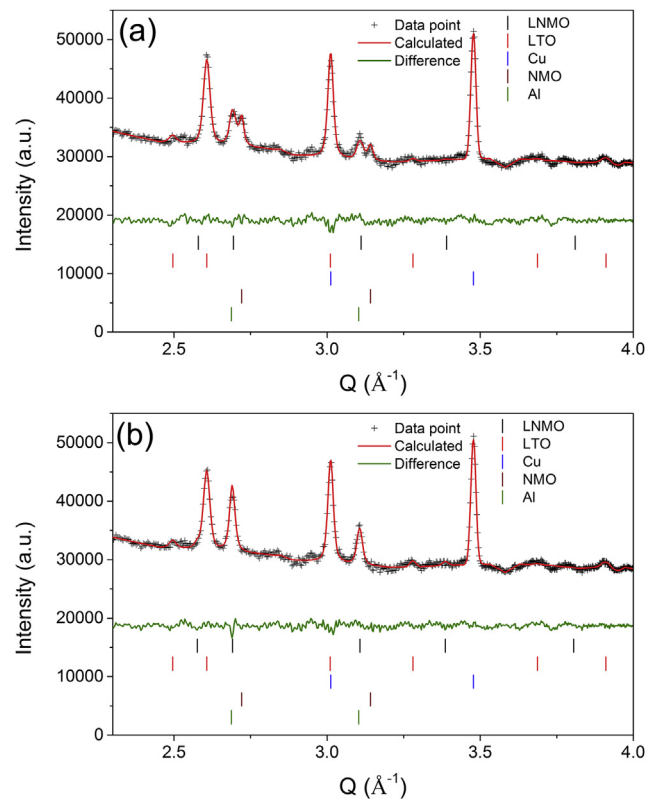 (a)
Data point
Calculated
Difference
LNMO
LTO
Cu
NMO
Al
50000
40000
30000
20000
10000
0
Intensity (a.u.)
2.5 3.0 3.5 4.0
Q (Å⁻¹)
(b)
Data point
Calculated
Difference
LNMO
LTO
Cu
NMO
Al
50000
40000
30000
20000
10000
0
Intensity (a.u.)
2.5 3.0 3.5 4.0
Q (Å⁻¹)